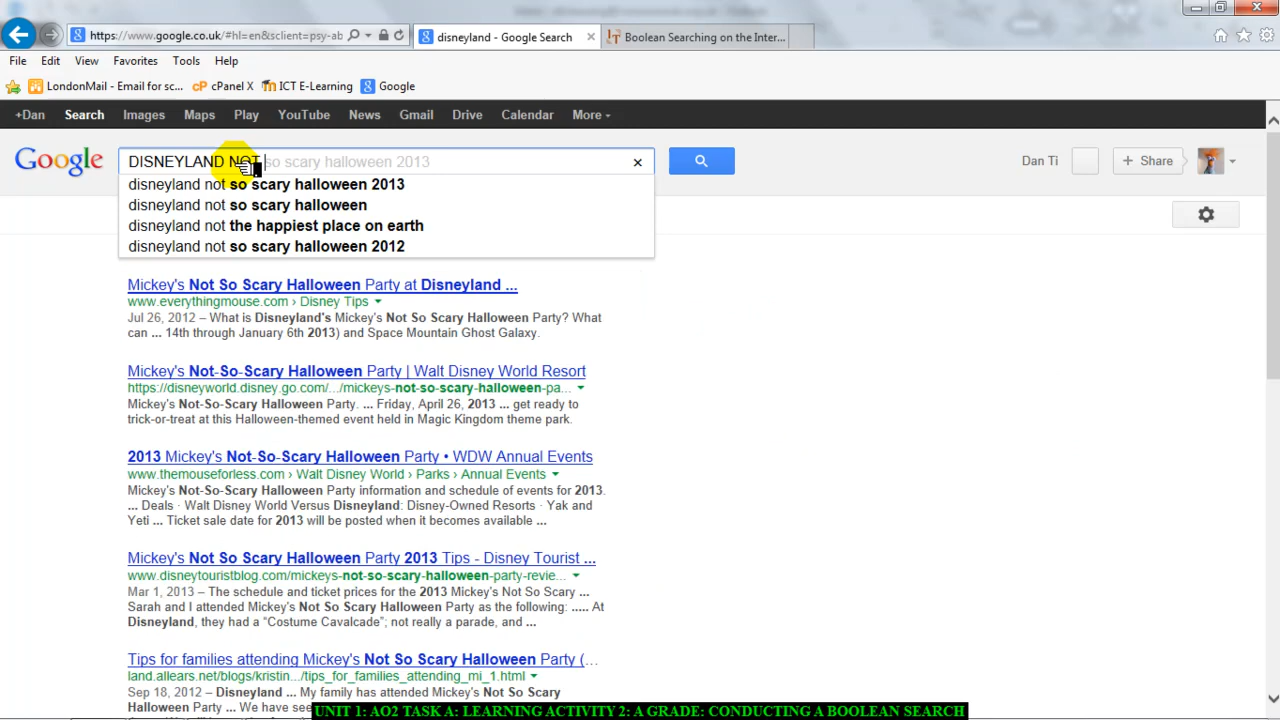 https://www.google.co.uk/#hl=en&sclient=psy-ab
disneyland - Google Search
Boolean Searching on the Inter...
File Edit View Favorites Tools Help
LondonMail - Email for sc...
cPanel X
ICT E-Learning
Google
+Dan Search Images Maps Play YouTube News Gmail Drive Calendar More
Google
DISNEYLAND NOT so scary halloween 2013
Dan Ti
+ Share
disneyland not so scary halloween 2013
disneyland not so scary halloween
disneyland not the happiest place on earth
disneyland not so scary halloween 2012
Mickey's Not So Scary Halloween Party at Disneyland ...
www.everythingmouse.com › Disney Tips
Jul 26, 2012 – What is Disneyland's Mickey's Not So Scary Halloween Party? What
can ... 14th through January 6th 2013) and Space Mountain Ghost Galaxy.
Mickey's Not-So-Scary Halloween Party | Walt Disney World Resort
https://disneyworld.disney.go.com/.../mickeys-not-so-scary-halloween-pa...
Mickey's Not-So-Scary Halloween Party. ... Friday, April 26, 2013 ... get ready to
trick-or-treat at this Halloween-themed event held in Magic Kingdom theme park.
2013 Mickey's Not-So-Scary Halloween Party • WDW Annual Events
www.themouseforless.com › Walt Disney World › Parks › Annual Events
Mickey's Not-So-Scary Halloween Party information and schedule of events for 2013.
... Deals · Walt Disney World Versus Disneyland: Disney-Owned Resorts · Yak and
Yeti ... Ticket sale date for 2013 will be posted when it becomes available ...
Mickey's Not So Scary Halloween Party 2013 Tips - Disney Tourist ...
www.disneytouristblog.com/mickeys-not-so-scary-halloween-party-revie...
Mar 1, 2013 – The schedule and ticket prices for the 2013 Mickey's Not So Scary ...
Sarah and I attended Mickey's Not So Scary Halloween Party as the following: ..... At
Disneyland, they had a “Costume Cavalcade”; not really a parade, and ...
Tips for families attending Mickey's Not So Scary Halloween Party (...
land.allears.net/blogs/kristin.../tips_for_families_attending_mi_1.html
Sep 18, 2012 – Disneyland ... My family has attended Mickey's Not So Scary
Halloween Party ... We have see
UNIT 1: AO2 TASK A: LEARNING ACTIVITY 2: A GRADE: CONDUCTING A BOOLEAN SEARCH